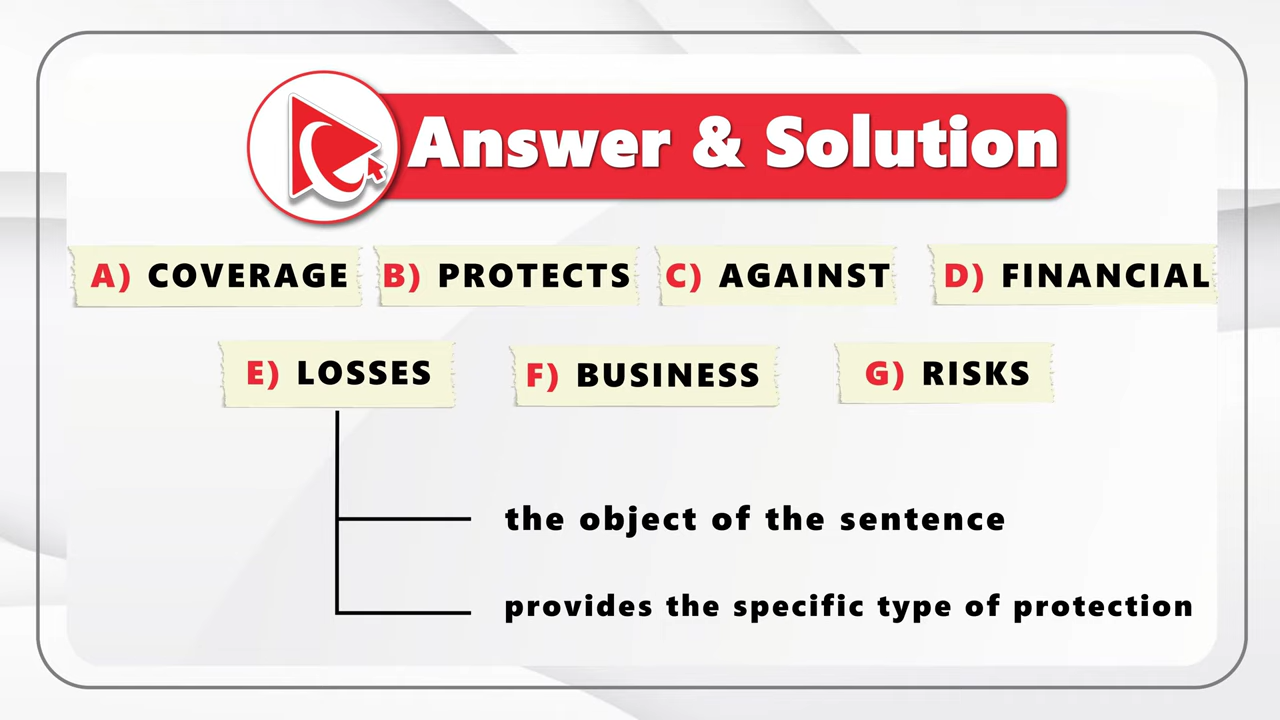 Answer & Solution
A) COVERAGE B) PROTECTS C) AGAINST D) FINANCIAL
E) LOSSES F) BUSINESS G) RISKS
the object of the sentence
provides the specific type of protection